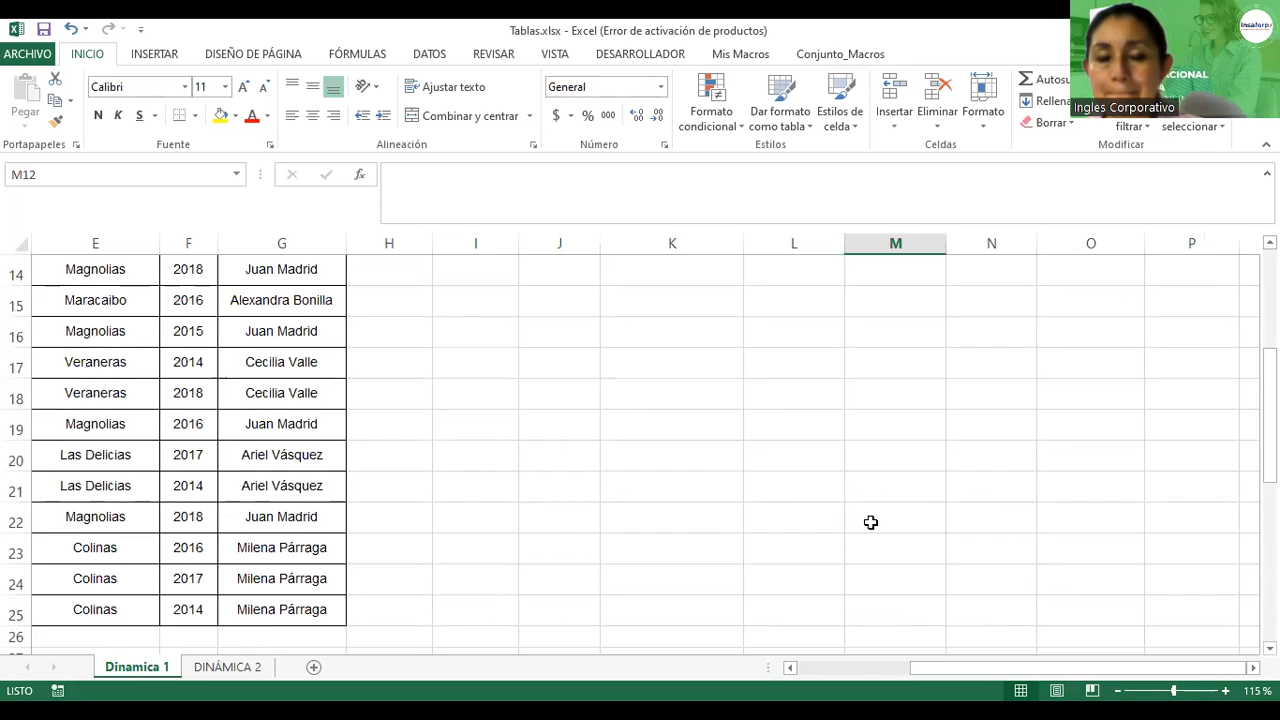 Tablas.xlsx - Excel (Error de activación de productos)
ARCHIVO INICIO INSERTAR DISEÑO DE PÁGINA FÓRMULAS DATOS REVISAR VISTA DESARROLLADOR Mis Macros Conjunto_Macros
Insaforp
CIONAL
Ingles Corporativo
Pegar
Calibri 11
N K S
Ajustar texto
Combinar y centrar
General
$ % 000
Formato condicional
Dar formato como tabla
Estilos de celda
Insertar
Eliminar
Formato
Autosu
Rellena
Borrar
filtrar
seleccionar
Portapapeles Fuente Alineación Número Estilos Celdas Modificar
M12 fx
E F G H I J K L M N O P
14 Magnolias 2018 Juan Madrid
15 Maracaibo 2016 Alexandra Bonilla
16 Magnolias 2015 Juan Madrid
17 Veraneras 2014 Cecilia Valle
18 Veraneras 2018 Cecilia Valle
19 Magnolias 2016 Juan Madrid
20 Las Delicias 2017 Ariel Vásquez
21 Las Delicias 2014 Ariel Vásquez
22 Magnolias 2018 Juan Madrid
23 Colinas 2016 Milena Párraga
24 Colinas 2017 Milena Párraga
25 Colinas 2014 Milena Párraga
26
Dinamica 1 DINÁMICA 2
LISTO 115 %